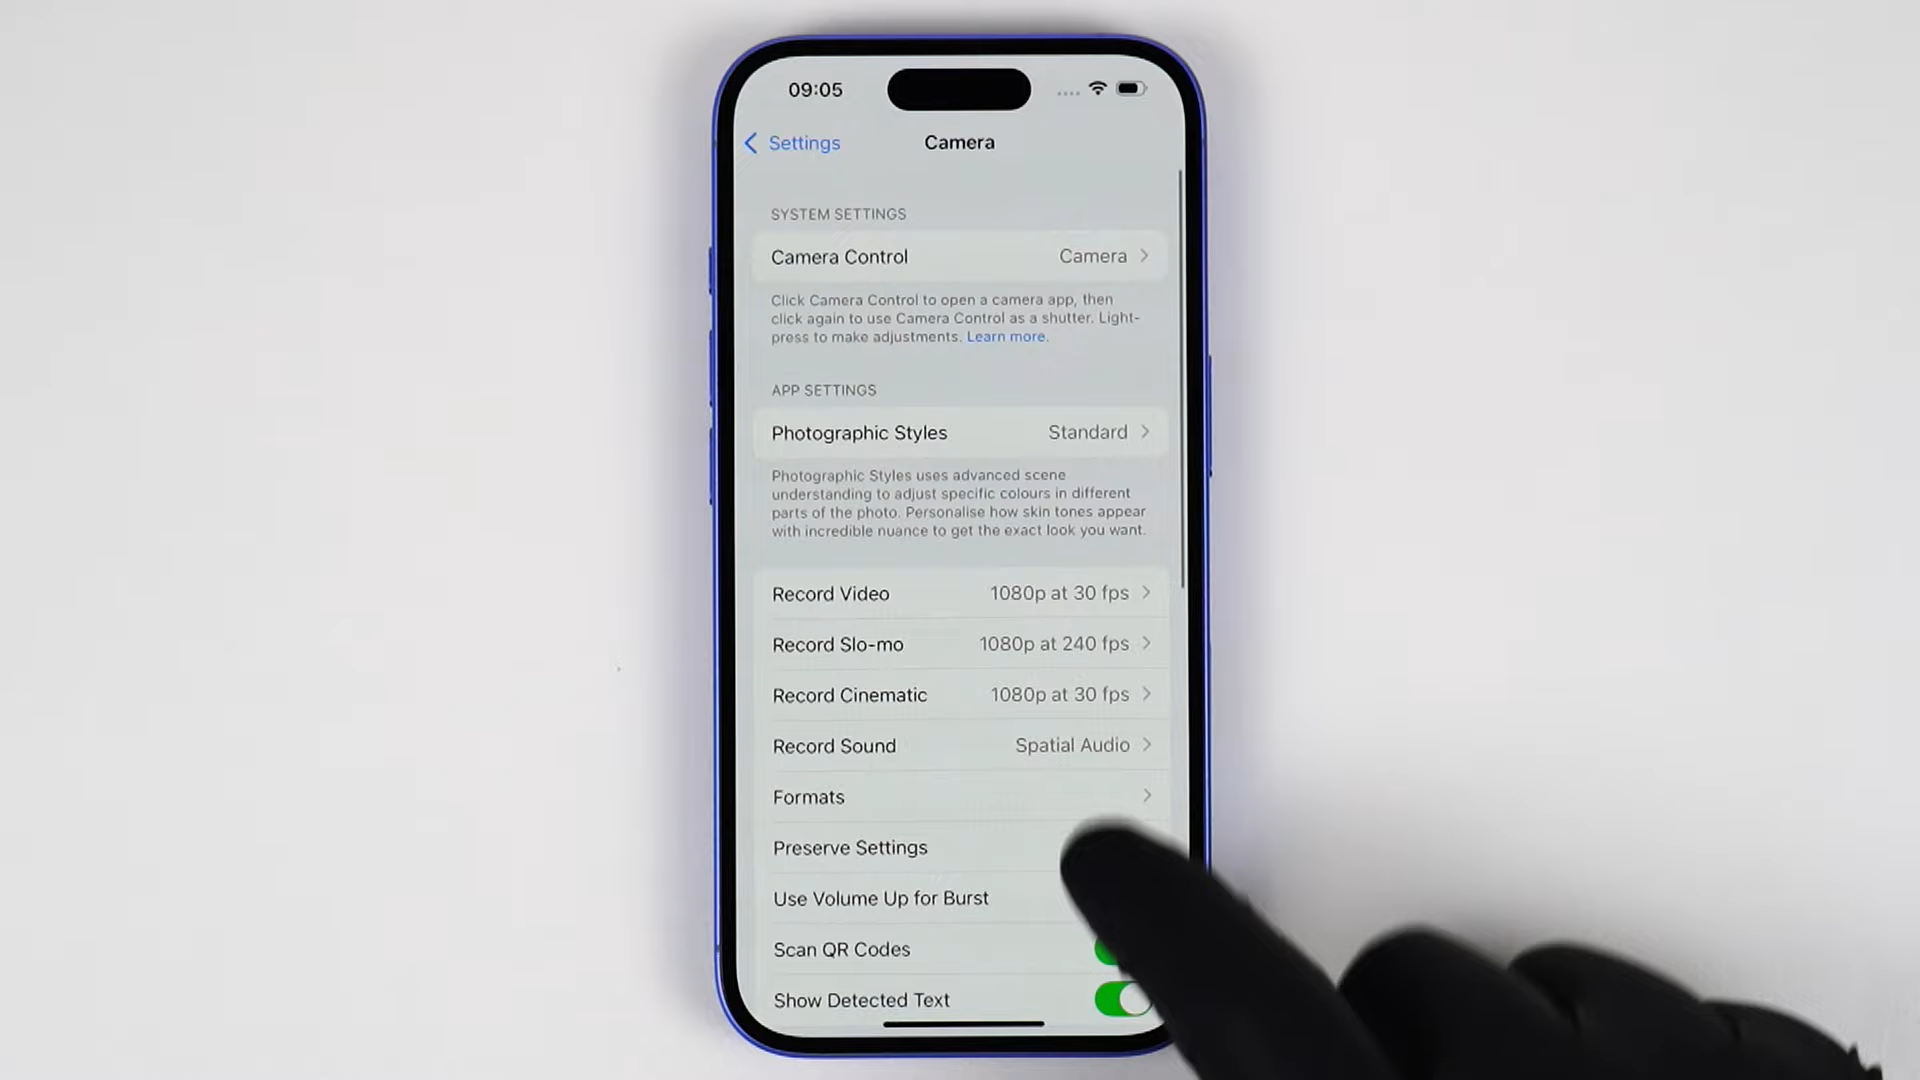 09:05
Settings
Camera
SYSTEM SETTINGS
Camera Control
Camera
Click Camera Control to open a camera app, then
click again to use Camera Control as a shutter. Light-
press to make adjustments. Learn more.
APP SETTINGS
Photographic Styles
Standard
Photographic Styles uses advanced scene
understanding to adjust specific colours in different
parts of the photo. Personalise how skin tones appear
with incredible nuance to get the exact look you want.
Record Video
1080p at 30 fps
Record Slo-mo
1080p at 240 fps
Record Cinematic
1080p at 30 fps
Record Sound
Spatial Audio
Formats
Preserve Settings
Use Volume Up for Burst
Scan QR Codes
Show Detected Text